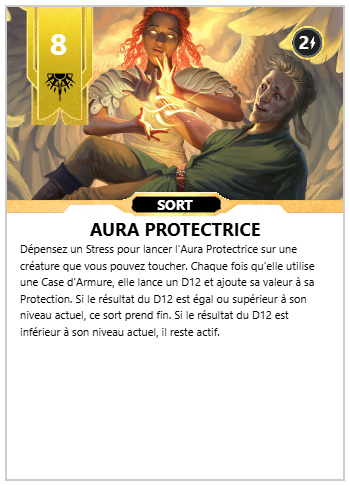 8
2
SORT
AURA PROTECTRICE
Dépensez un Stress pour lancer l'Aura Protectrice sur une
créature que vous pouvez toucher. Chaque fois qu'elle utilise
une Case d'Armure, elle lance un D12 et ajoute sa valeur à sa
Protection. Si le résultat du D12 est égal ou supérieur à son
niveau actuel, ce sort prend fin. Si le résultat du D12 est
inférieur à son niveau actuel, il reste actif.